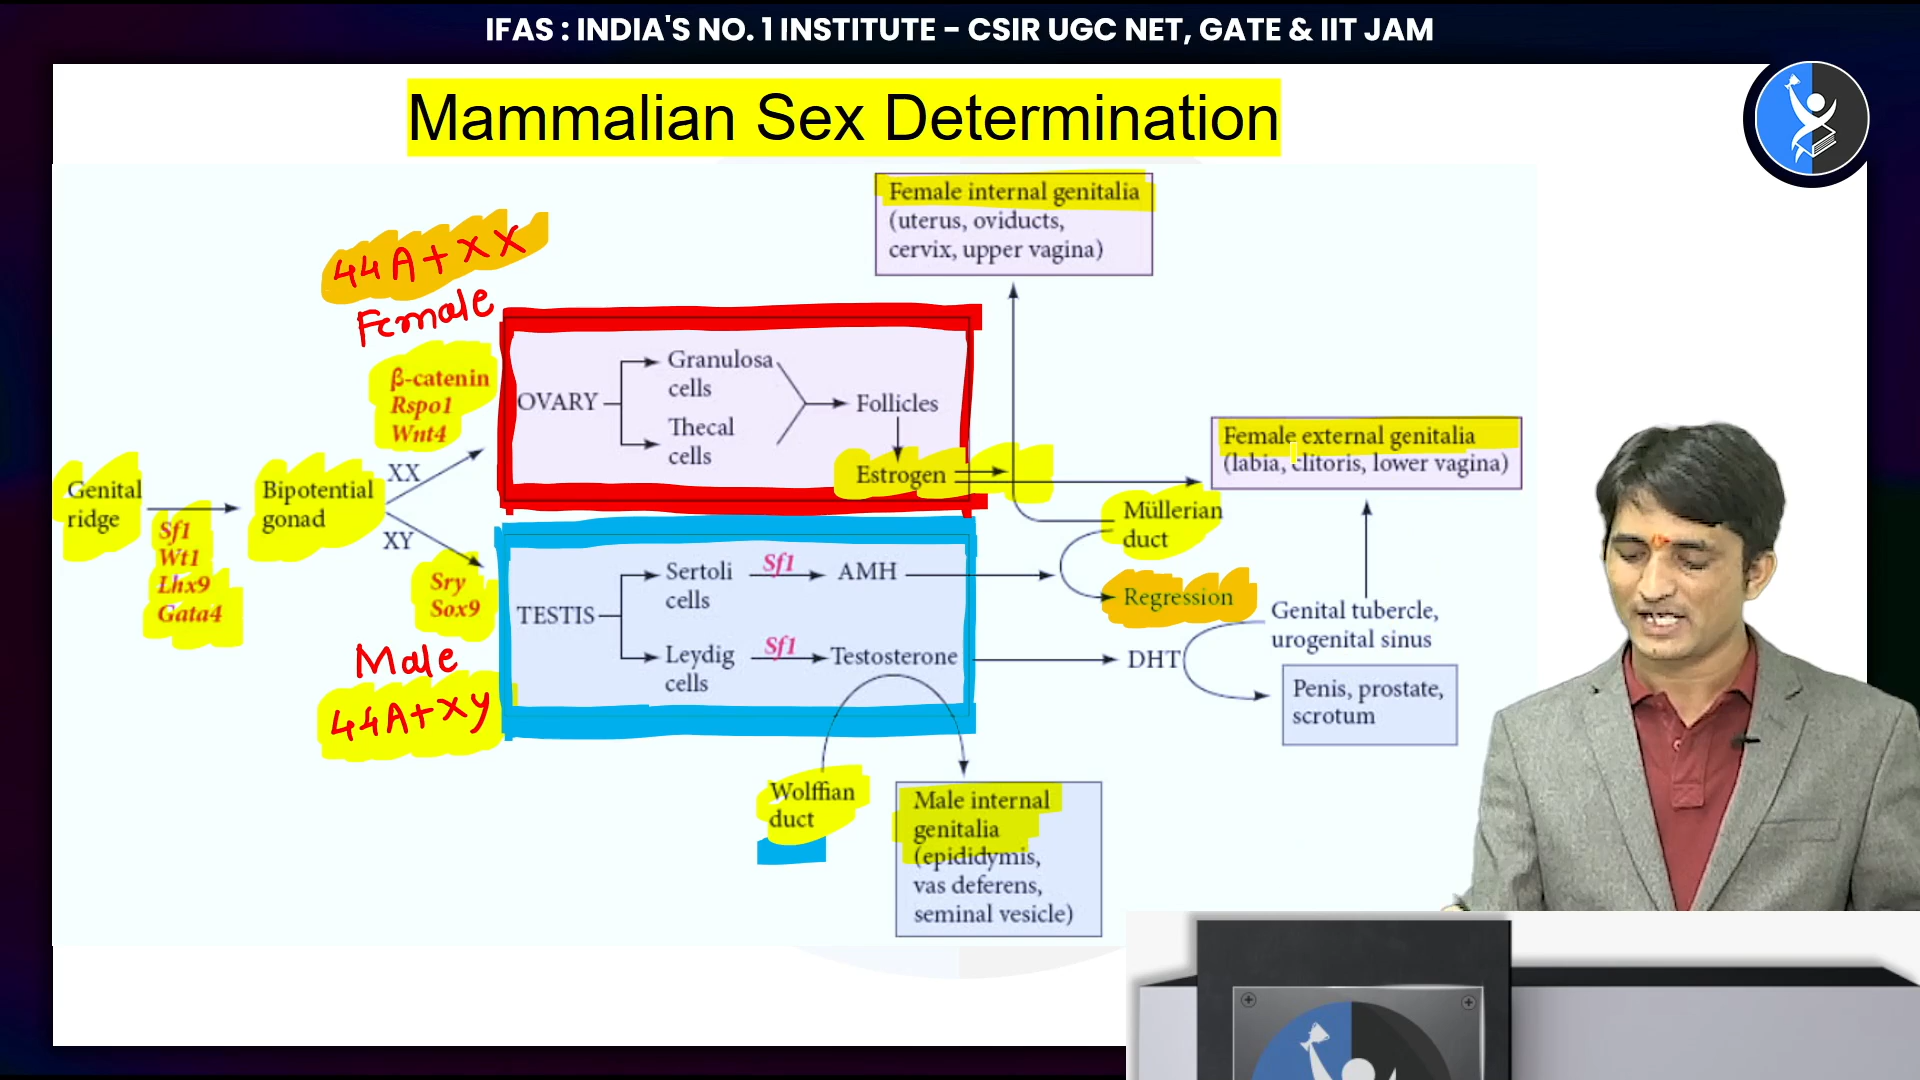 IFAS : INDIA'S NO. 1 INSTITUTE – CSIR UGC NET, GATE & IIT JAM
Mammalian Sex Determination
Female internal genitalia
(uterus, oviducts,
cervix, upper vagina)
44A+XX
Female
β-catenin
Rspo1
Wnt4
XX
OVARY
Granulosa
cells
Thecal
cells
Follicles
Estrogen
Female external genitalia
(labia, clitoris, lower vagina)
Genital
ridge
Sf1
Wt1
Lhx9
Gata4
Bipotential
gonad
XY
Sry
Sox9
Male
44A+Xy
TESTIS
Sertoli
cells
Sf1
AMH
Leydig
cells
Sf1
Testosterone
Müllerian
duct
Regression
DHT
Genital tubercle,
urogenital sinus
Penis, prostate,
scrotum
Wolffian
duct
Male internal
genitalia
(epididymis,
vas deferens,
seminal vesicle)